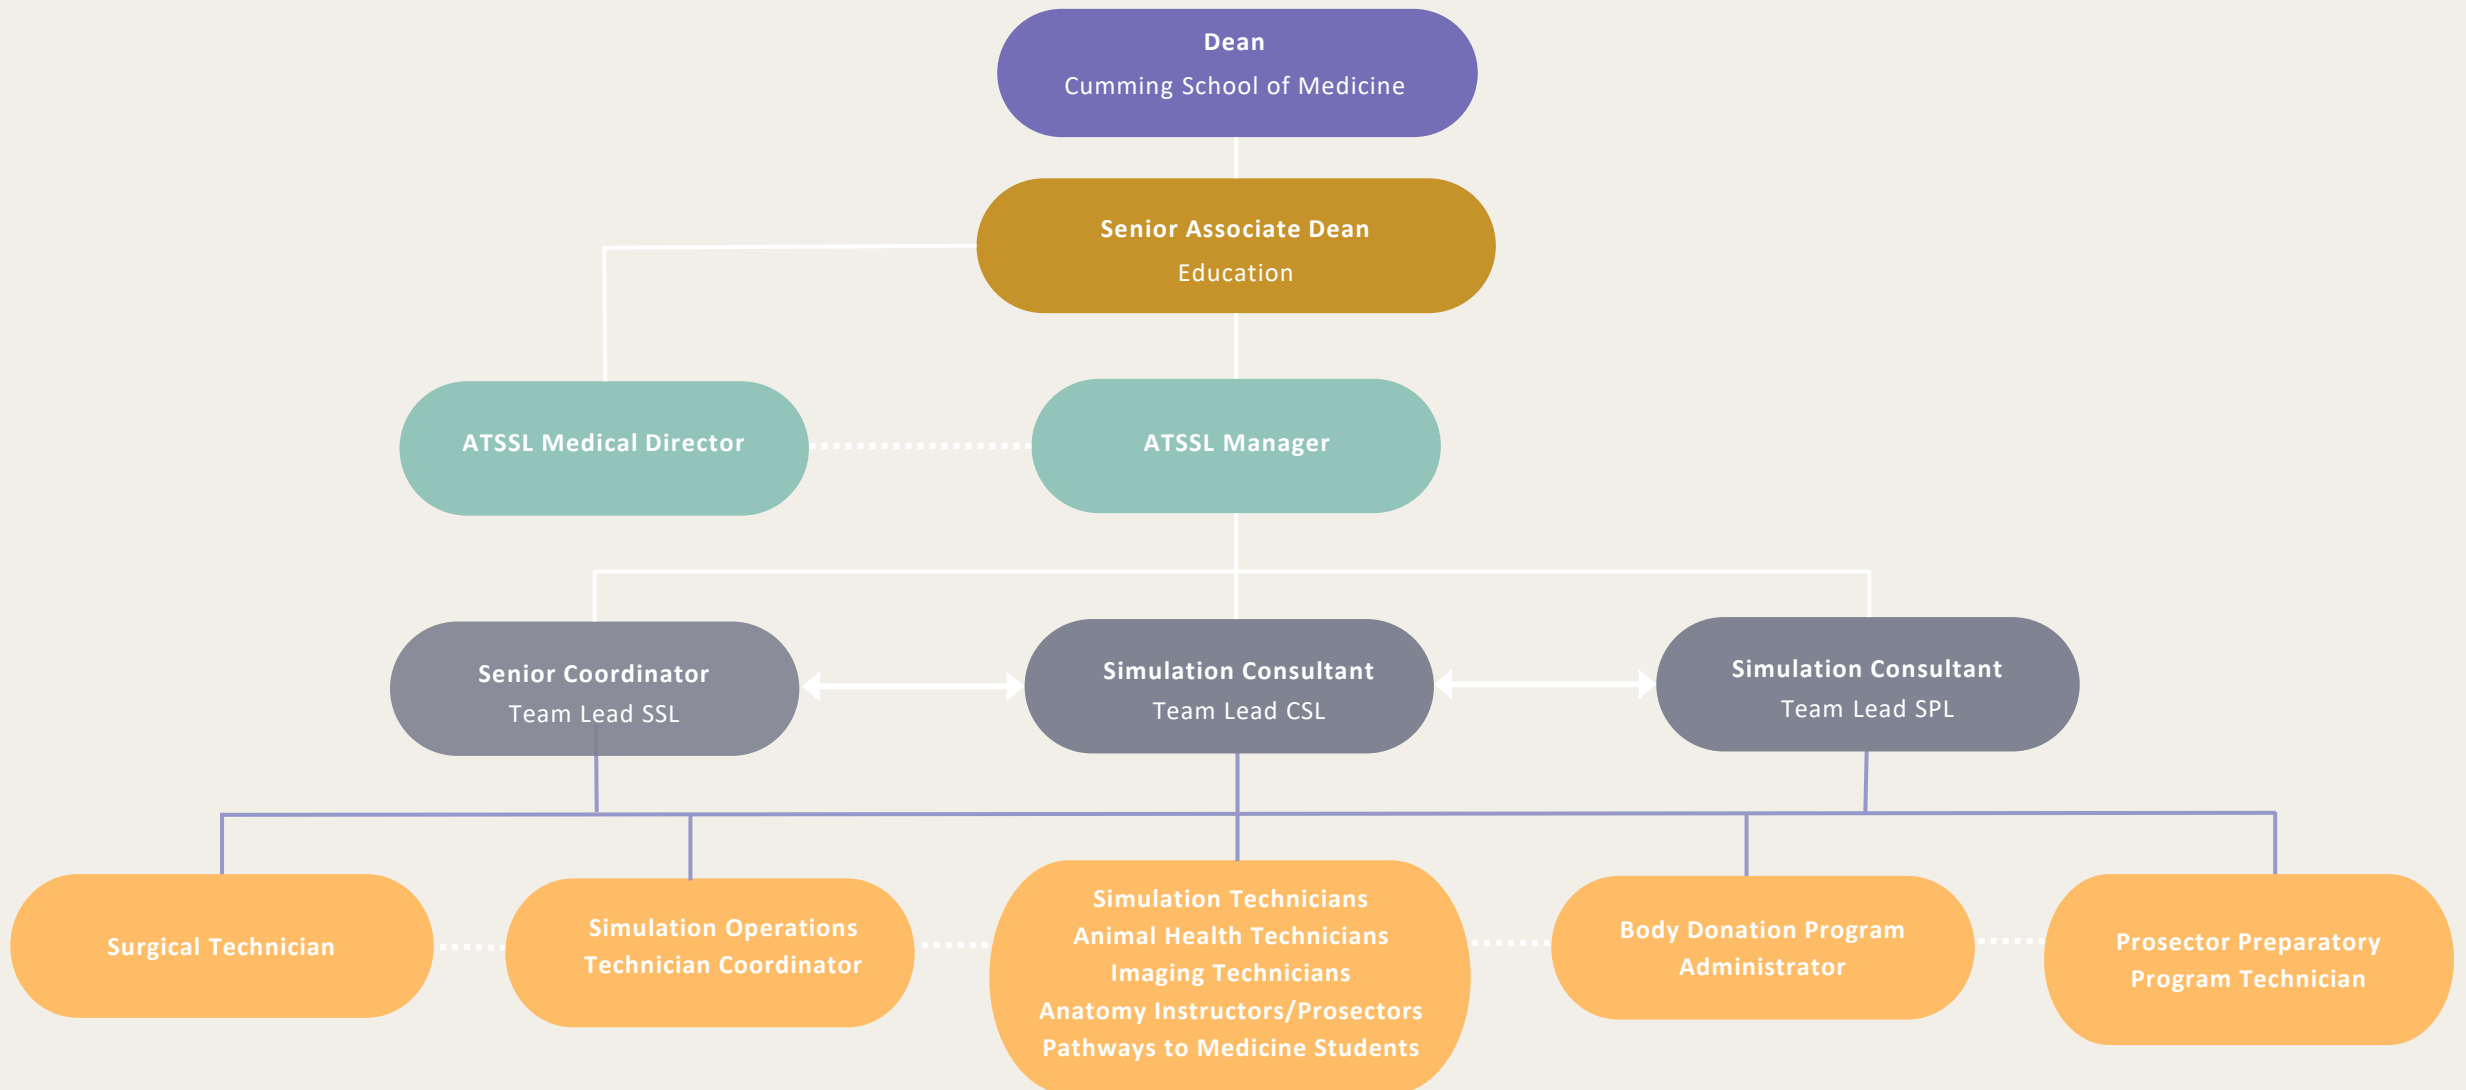 Dean
Cumming School of Medicine
Senior Associate Dean
Education
ATSSL Medical Director
ATSSL Manager
Senior Coordinator
Team Lead SSL
Simulation Consultant
Team Lead CSL
Simulation Consultant
Team Lead SPL
Surgical Technician
Simulation Operations
Technician Coordinator
Simulation Technicians
Animal Health Technicians
Imaging Technicians
Anatomy Instructors/Prosectors
Pathways to Medicine Students
Body Donation Program
Administrator
Prosector Preparatory
Program Technician